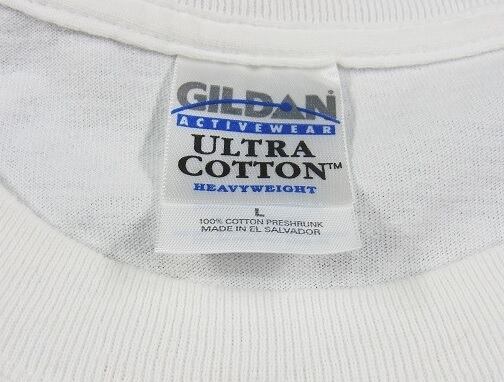 GILDAN®
ACTIVEWEAR
ULTRA
COTTON™
HEAVYWEIGHT
L
100% COTTON PRESHRUNK
MADE IN EL SALVADOR